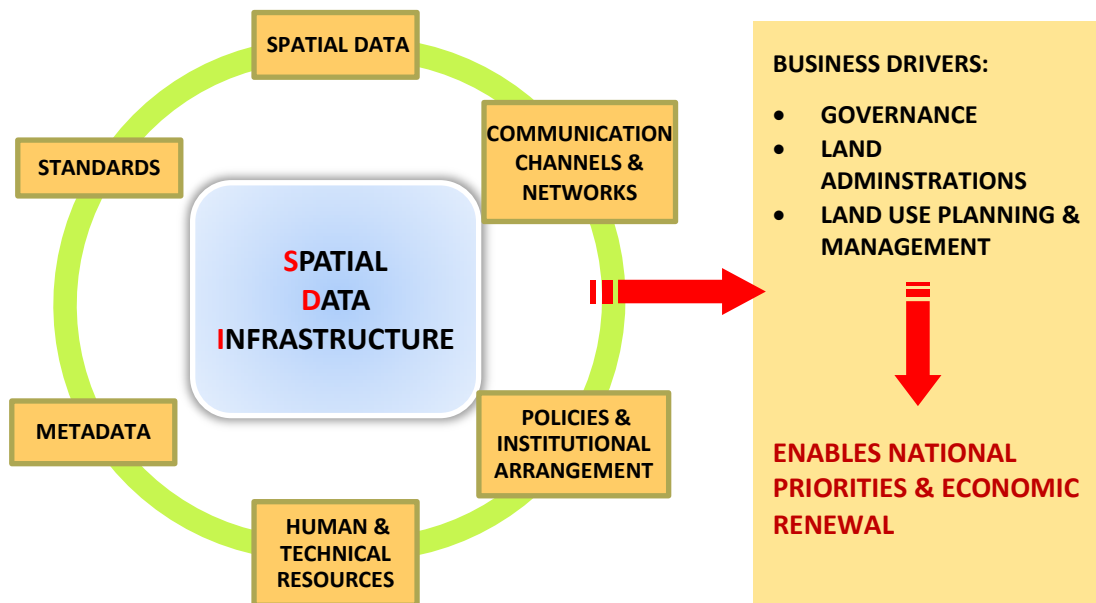 SPATIAL DATA
COMMUNICATION
CHANNELS &
NETWORKS
STANDARDS
SPATIAL
DATA
INFRASTRUCTURE
METADATA
POLICIES &
INSTITUTIONAL
ARRANGEMENT
HUMAN &
TECHNICAL
RESOURCES
BUSINESS DRIVERS:
• GOVERNANCE
• LAND
ADMINSTRATIONS
• LAND USE PLANNING &
MANAGEMENT
ENABLES NATIONAL
PRIORITIES & ECONOMIC
RENEWAL